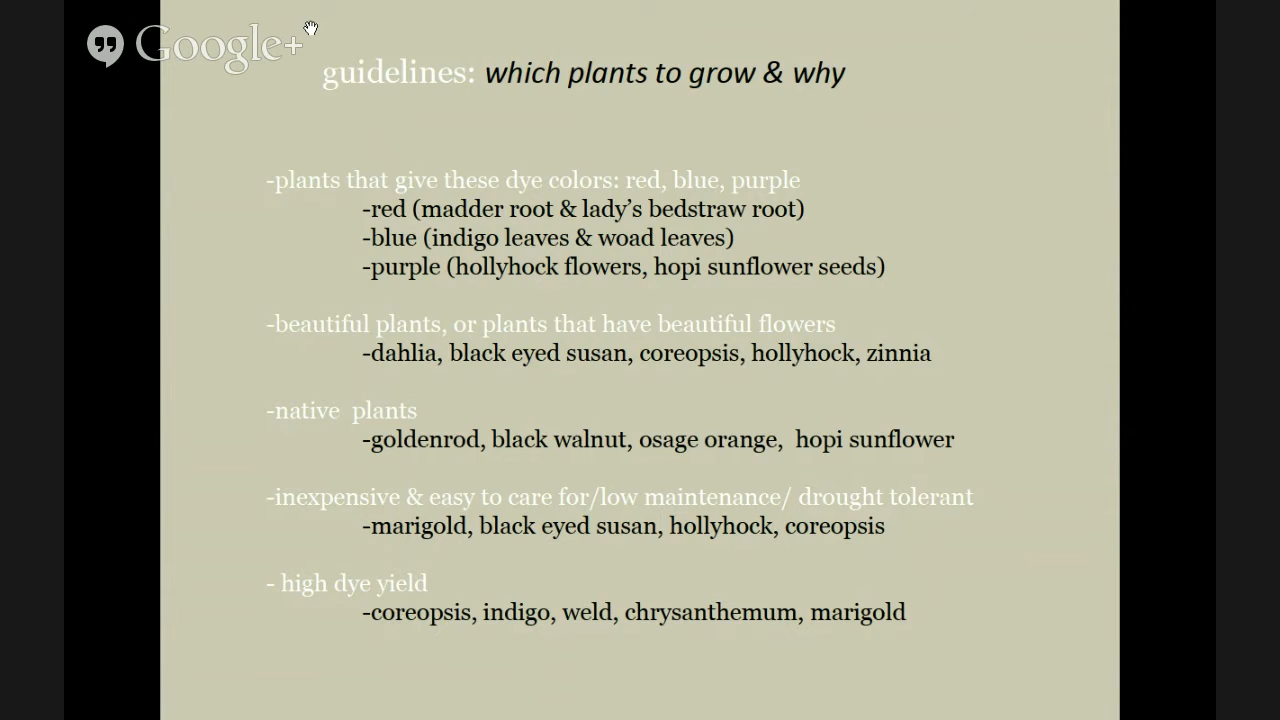 Google+
guidelines: which plants to grow & why
-plants that give these dye colors: red, blue, purple
-red (madder root & lady’s bedstraw root)
-blue (indigo leaves & woad leaves)
-purple (hollyhock flowers, hopi sunflower seeds)
-beautiful plants, or plants that have beautiful flowers
-dahlia, black eyed susan, coreopsis, hollyhock, zinnia
-native  plants
-goldenrod, black walnut, osage orange,  hopi sunflower
-inexpensive & easy to care for/low maintenance/ drought tolerant
-marigold, black eyed susan, hollyhock, coreopsis
- high dye yield
-coreopsis, indigo, weld, chrysanthemum, marigold